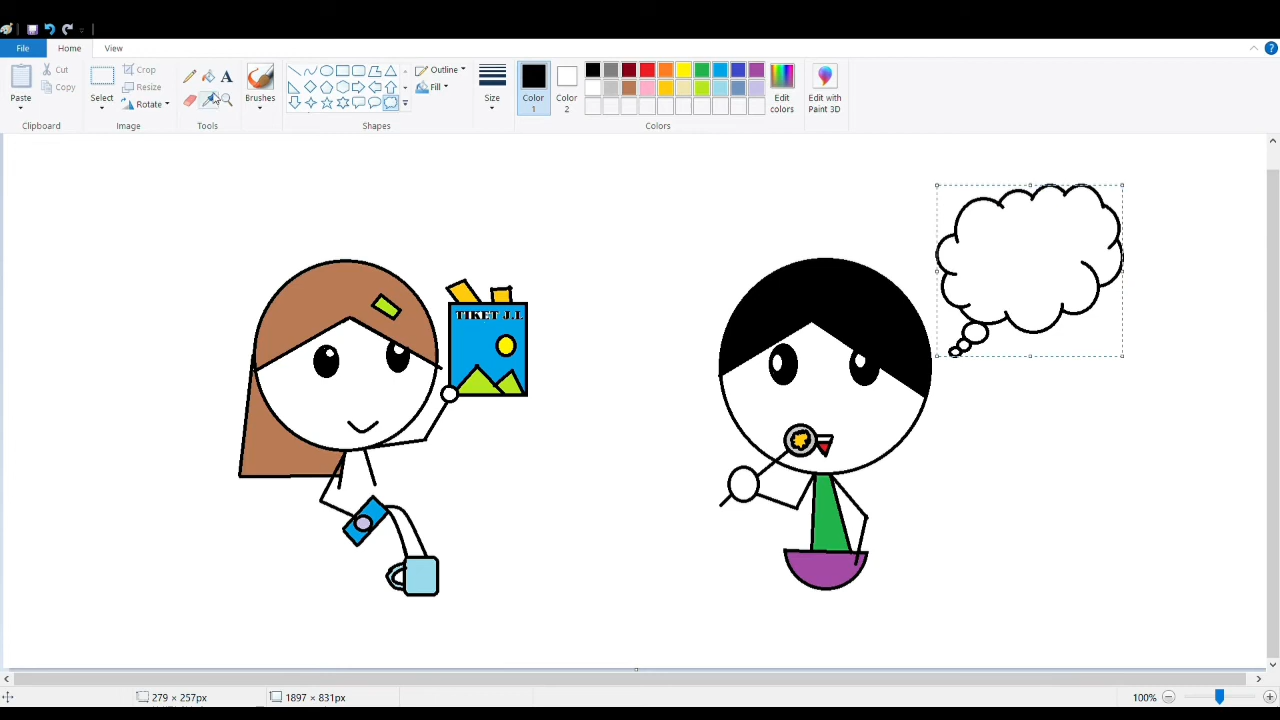 File
Home
View
Paste
Cut
Copy
Clipboard
Select
Crop
Resize
Rotate
Image
A
Tools
Brushes
Outline
Fill
Shapes
Size
Color
1
Color
2
Colors
Edit
colors
Edit with
Paint 3D
TIKET J.L
279 × 257px
1897 × 831px
100%